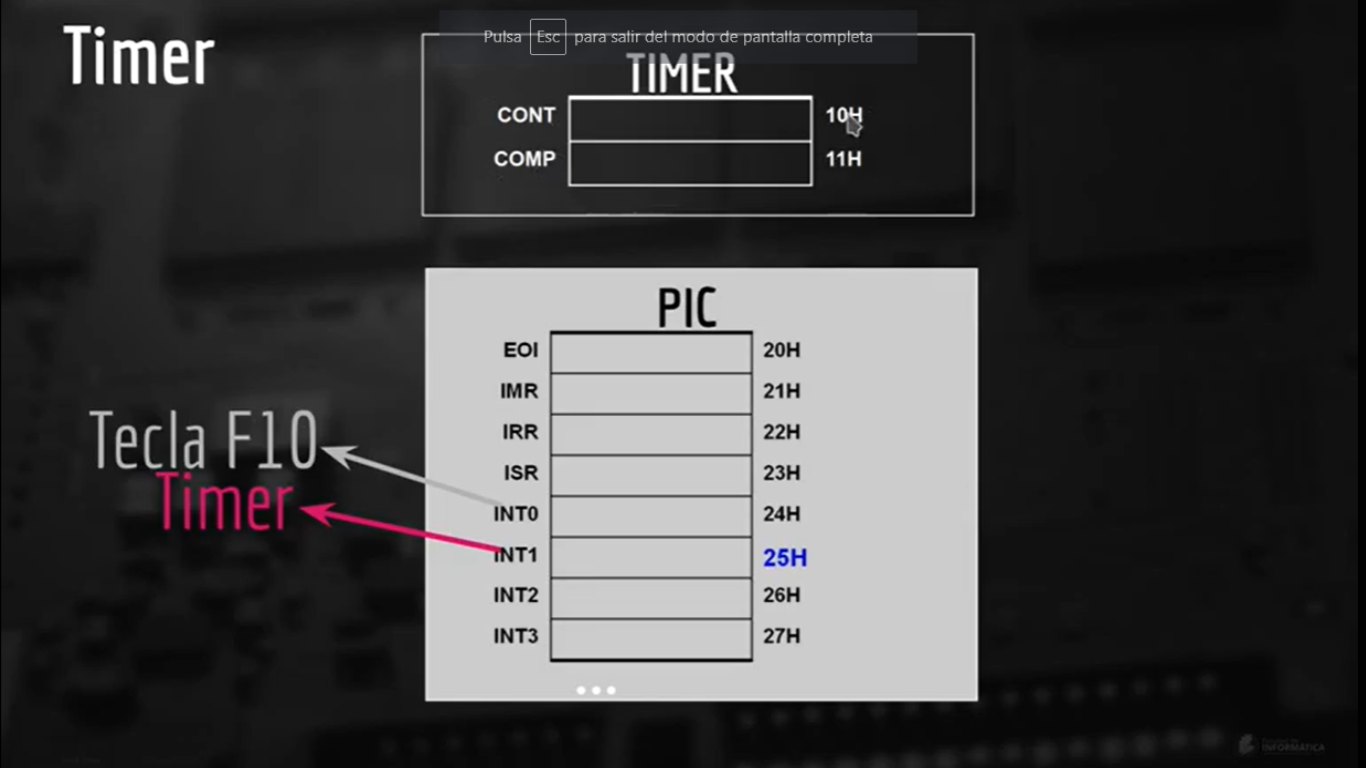 Pulsa Esc para salir del modo de pantalla completa
Timer
TIMER
CONT 10H
COMP 11H
PIC
EOI 20H
IMR 21H
IRR 22H
ISR 23H
INT0 24H
INT1 25H
INT2 26H
INT3 27H
Tecla F10
Timer
INFORMÁTICA